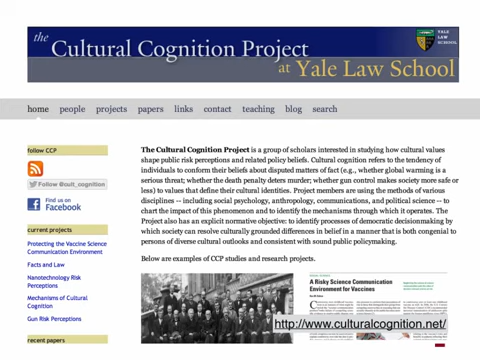 the
Cultural Cognition Project
at Yale Law School
YALE
LAW
SCHOOL
home people projects papers links contact teaching blog search
follow CCP
Follow @cult_cognition
Find us on
Facebook
current projects
Protecting the Vaccine Science
Communication Environment
Facts and Law
Nanotechnology Risk
Perceptions
Mechanisms of Cultural
Cognition
Gun Risk Perceptions
recent papers
The Cultural Cognition Project is a group of scholars interested in studying how cultural values
shape public risk perceptions and related policy beliefs. Cultural cognition refers to the tendency of
individuals to conform their beliefs about disputed matters of fact (e.g., whether global warming is a
serious threat; whether the death penalty deters murder; whether gun control makes society more safe or
less) to values that define their cultural identities. Project members are using the methods of various
disciplines -- including social psychology, anthropology, communications, and political science -- to
chart the impact of this phenomenon and to identify the mechanisms through which it operates. The
Project also has an explicit normative objective: to identify processes of democratic decisionmaking by
which society can resolve culturally grounded differences in belief in a manner that is both congenial to
persons of diverse cultural outlooks and consistent with sound public policymaking.
Below are examples of CCP studies and research projects.
A Risky Science Communication
Environment for Vaccines
http://www.culturalcognition.net/